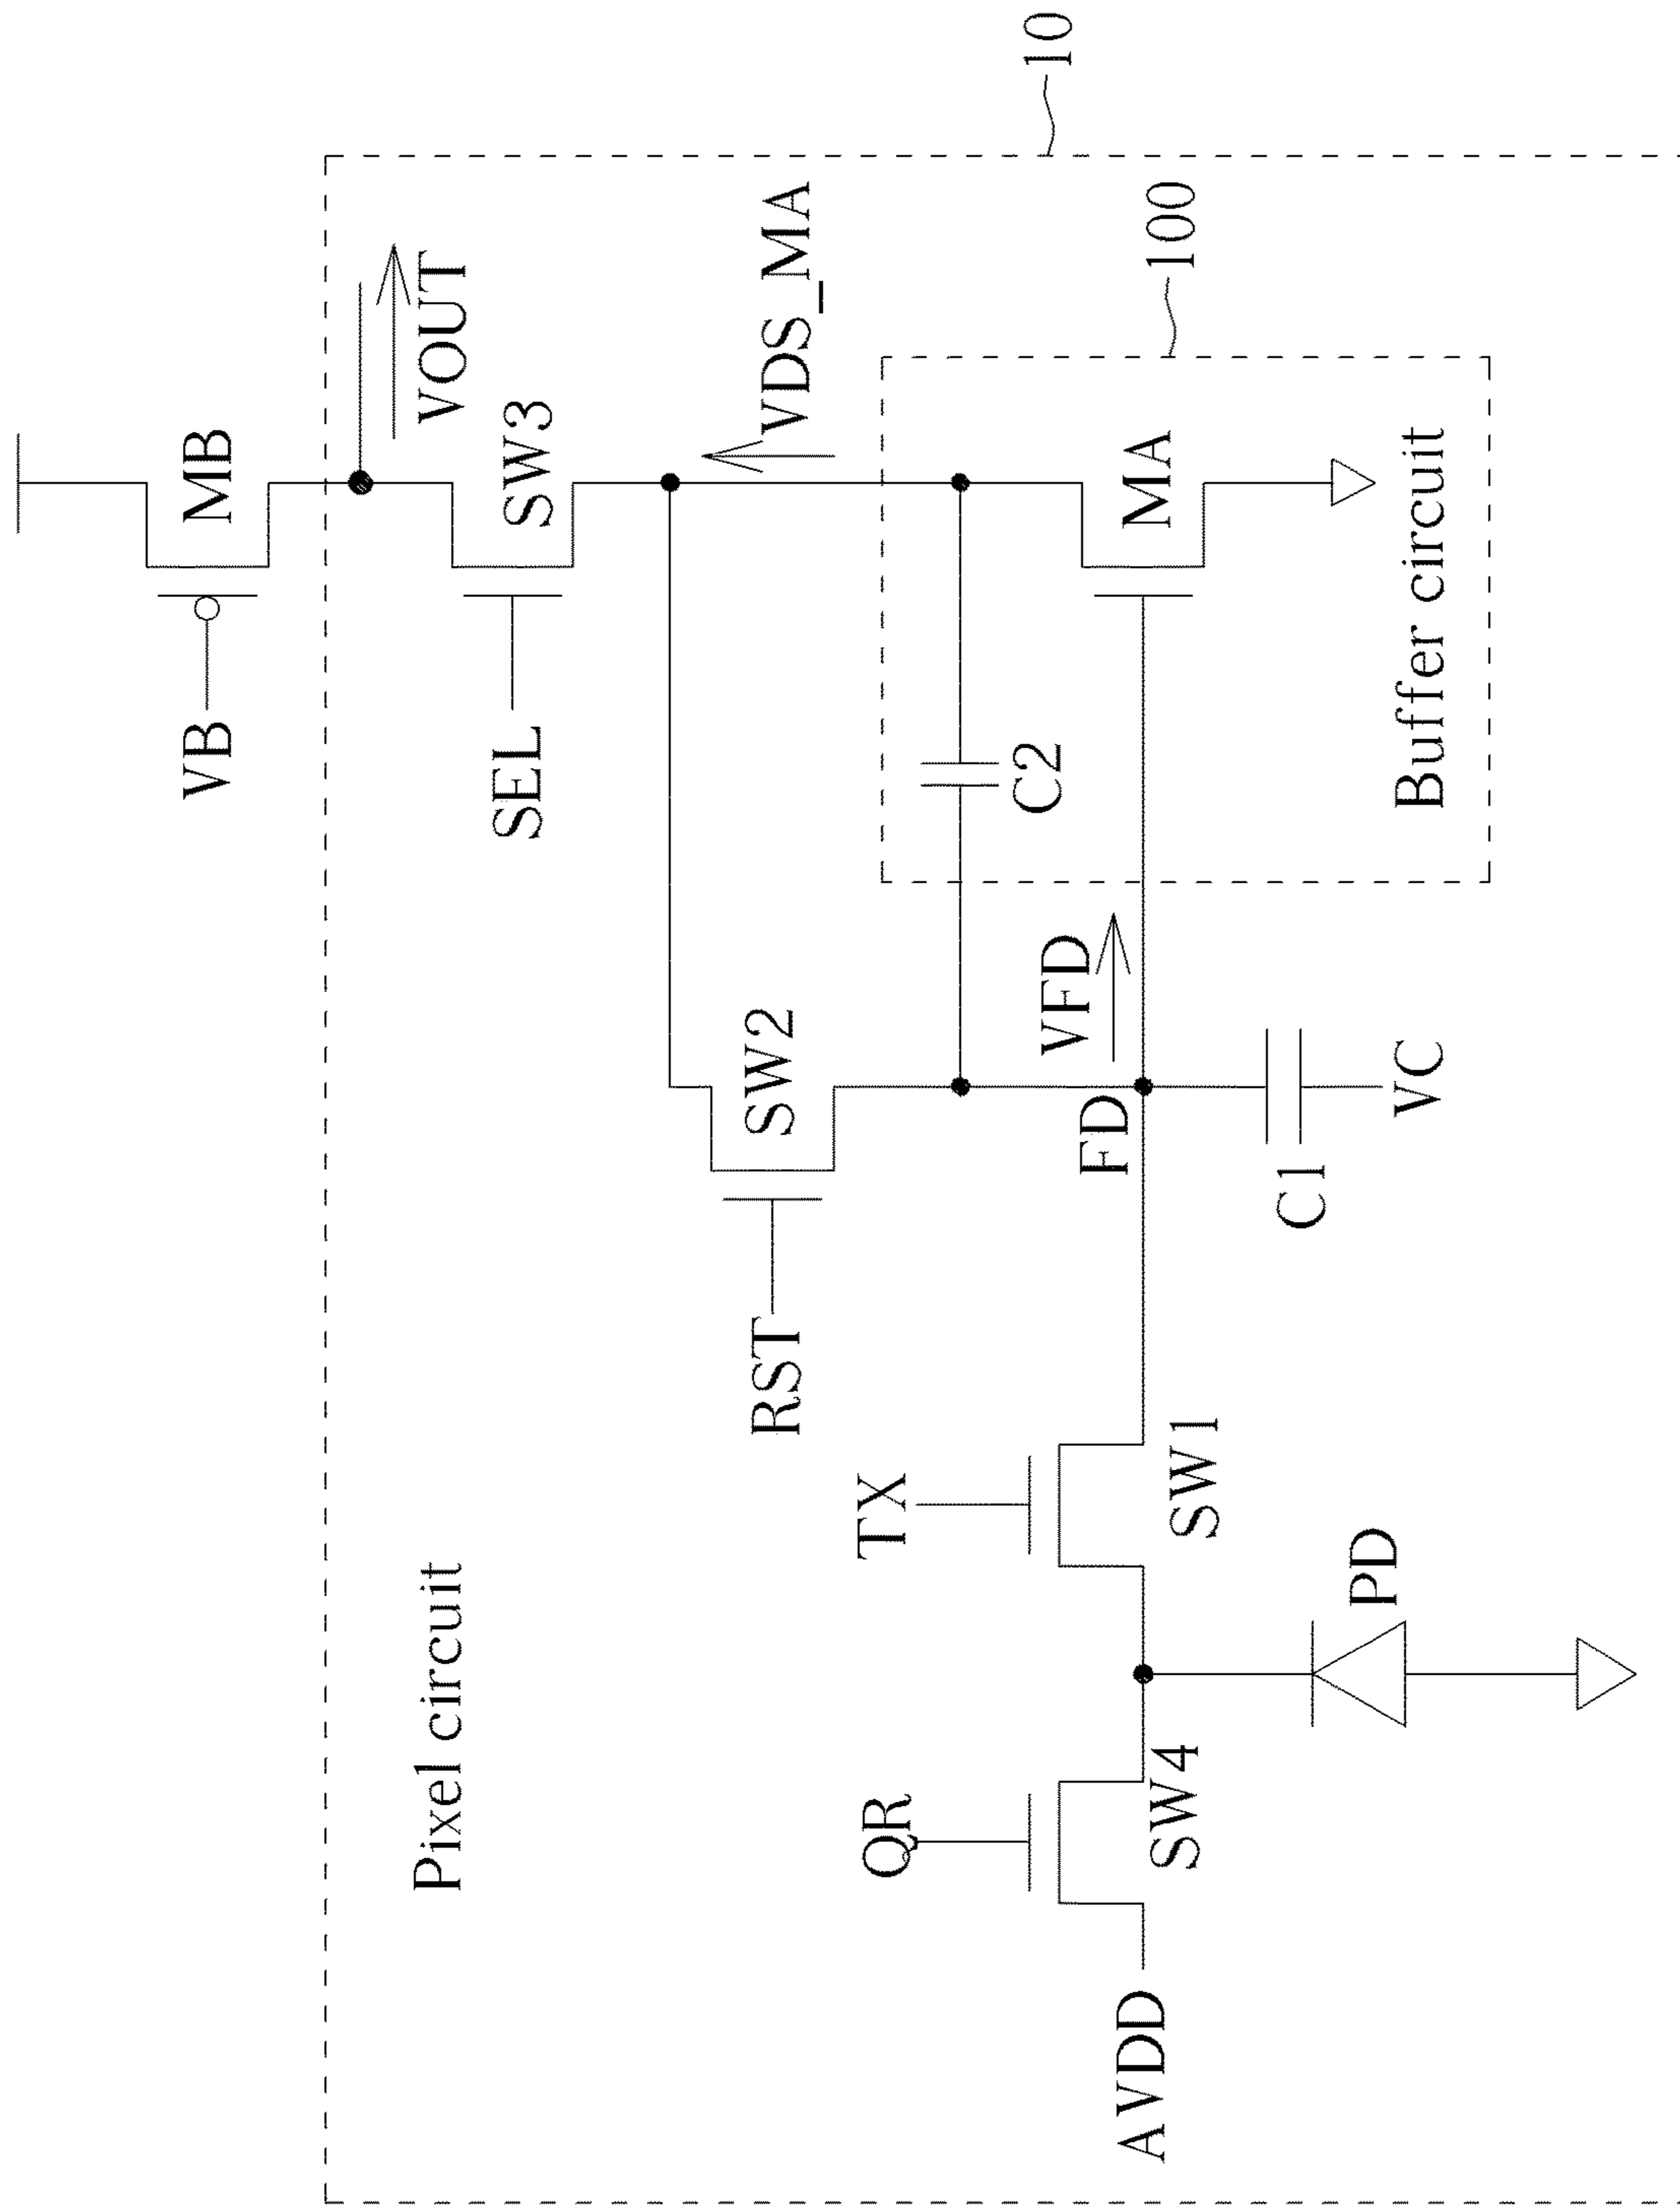 VB
MB
10
VOUT
SEL
SW3
VDS_MA
100
Pixel circuit
RST
SW2
C2
MA
VFD
FD
TX
QR
Buffer circuit
AVDD
SW4
SW1
C1
VC
PD